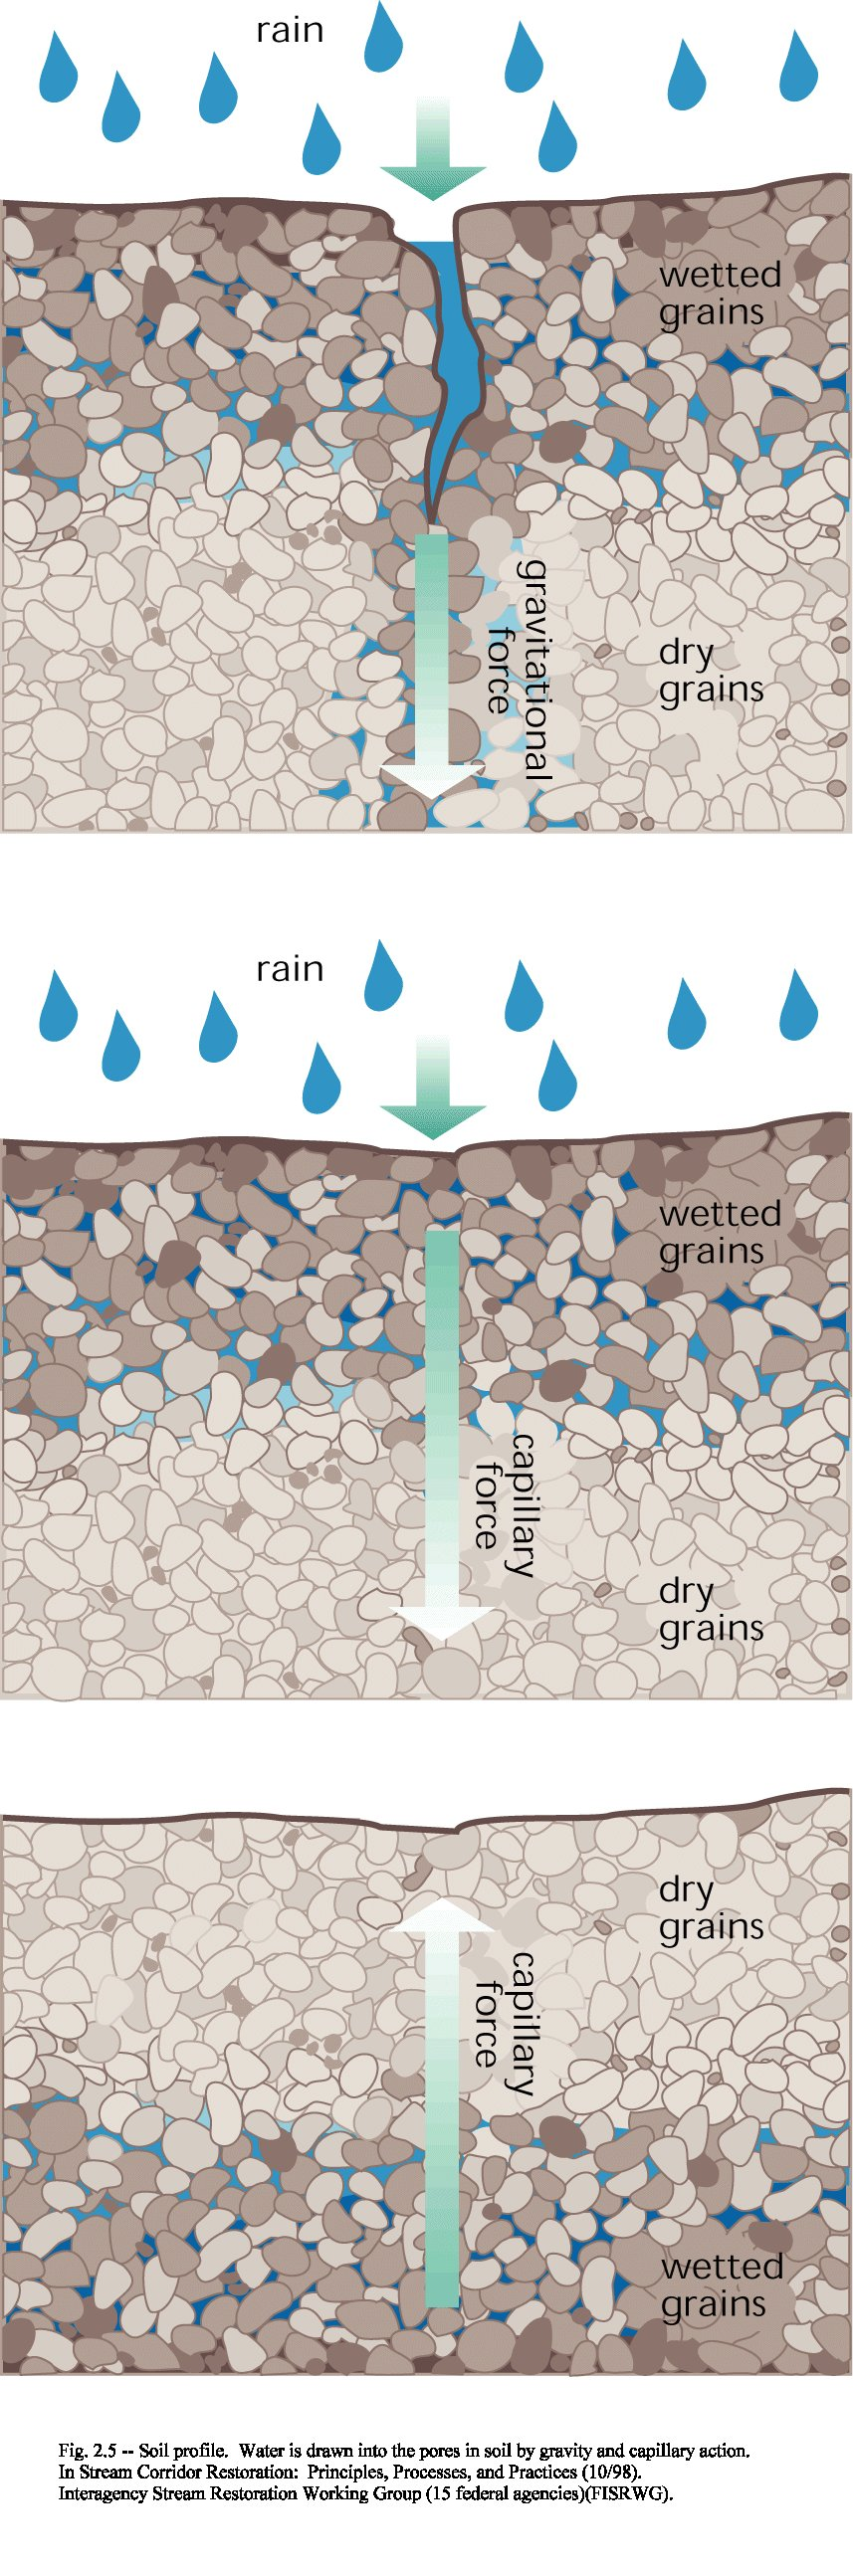 rain
wetted
grains
gravitational
force
dry
grains
rain
wetted
grains
capillary
force
dry
grains
dry
grains
capillary
force
wetted
grains
Fig. 2.5 -- Soil profile.  Water is drawn into the pores in soil by gravity and capillary action.
In Stream Corridor Restoration:  Principles, Processes, and Practices (10/98).
Interagency Stream Restoration Working Group (15 federal agencies)(FISRWG).